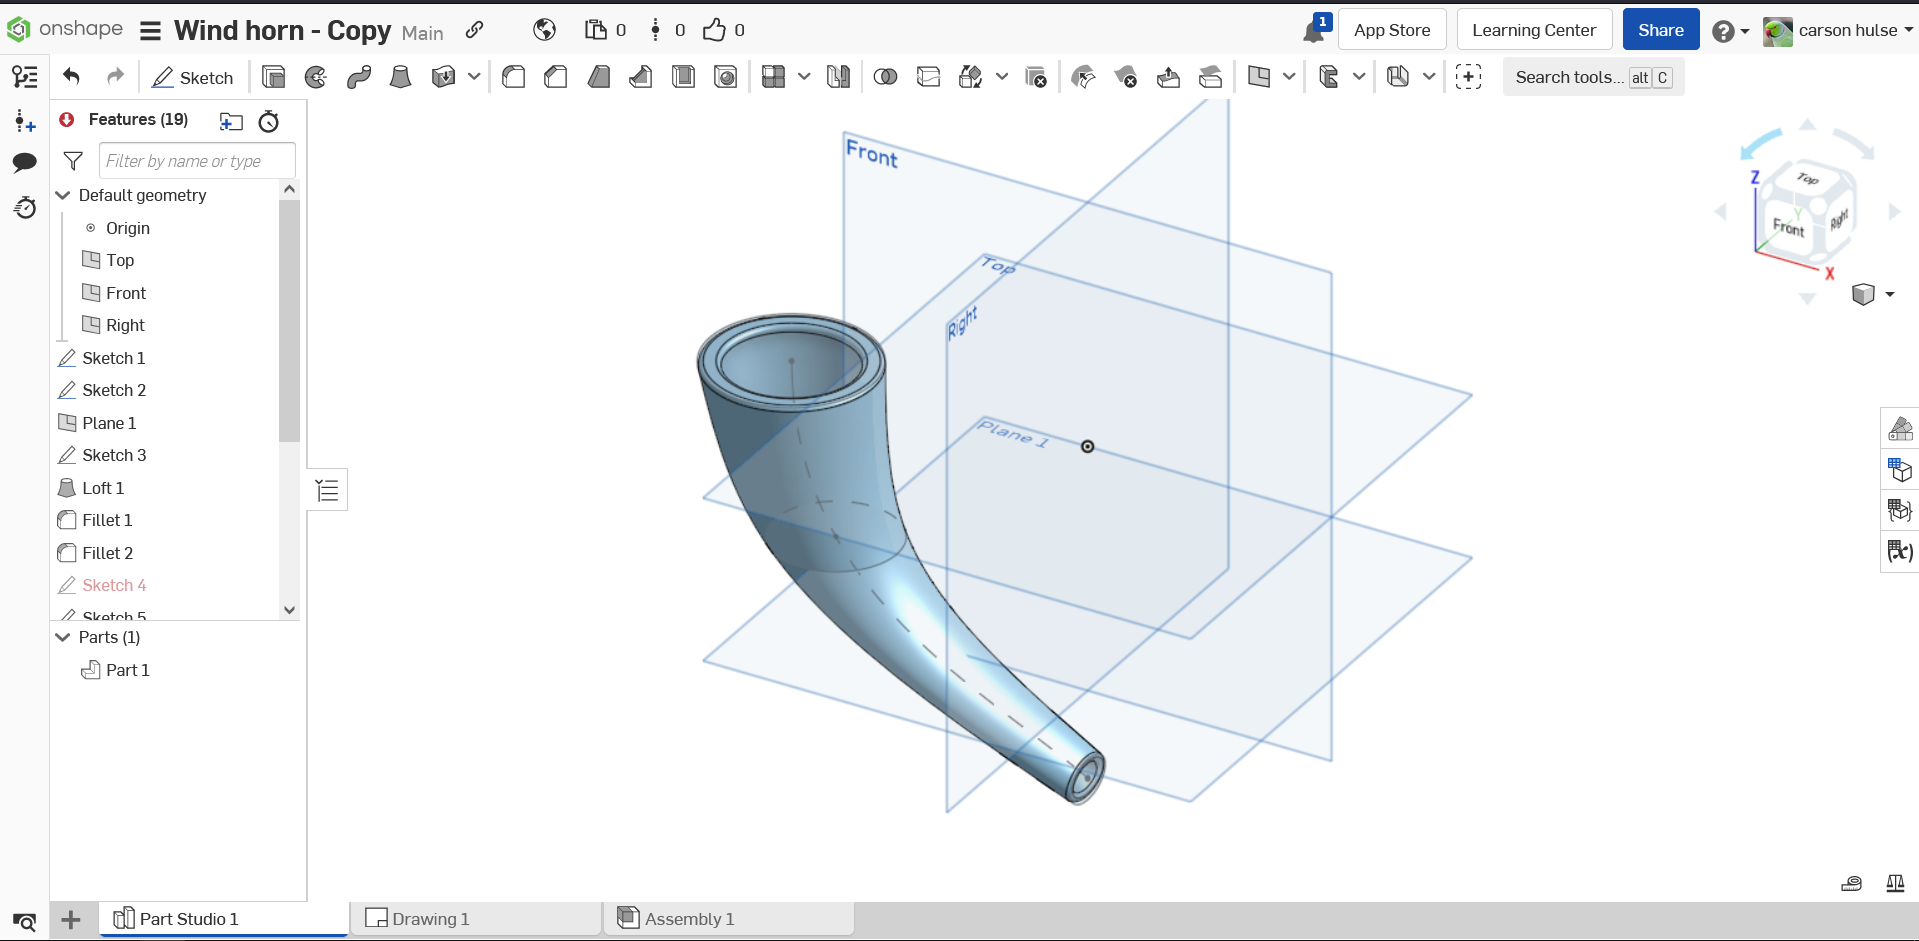 onshape Wind horn - Copy Main 0 0 0 1 App Store Learning Center Share carson hulse
Sketch Search tools... alt C
Features (19)
Filter by name or type
Default geometry
Origin
Top
Front
Right
Sketch 1
Sketch 2
Plane 1
Sketch 3
Loft 1
Fillet 1
Fillet 2
Sketch 4
Sketch 5
Parts (1)
Part 1
Front
Top
Right
Plane 1
Z
Top
Y
Front
Right
X
(x)
Part Studio 1
Drawing 1
Assembly 1